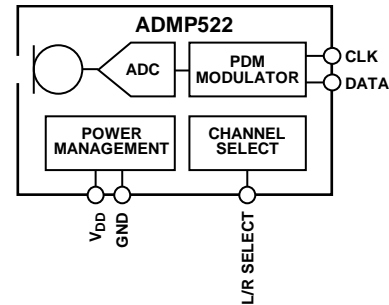 ADMP522
ADC
PDM
MODULATOR
CLK
DATA
POWER
MANAGEMENT
CHANNEL
SELECT
VDD
GND
L/R SELECT